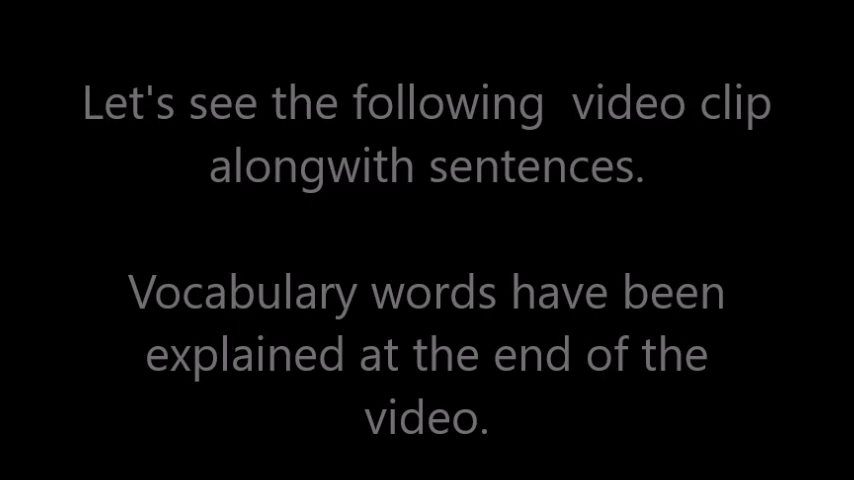 Let's see the following  video clip
alongwith sentences.
Vocabulary words have been
explained at the end of the
video.